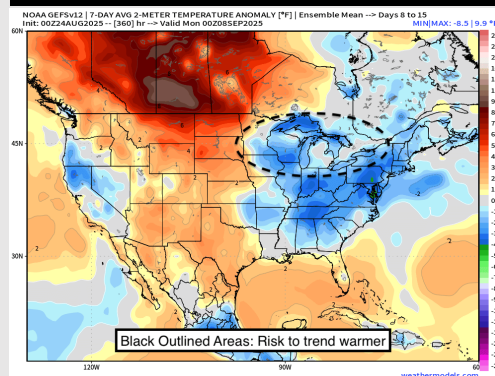 NOAA GEFSv12 | 7-DAY AVG 2-METER TEMPERATURE ANOMALY [°F] | Ensemble Mean --> Days 8 to 15
Init: 00Z24AUG2025 -- [360] hr --> Valid Mon 00Z08SEP2025 MIN|MAX: -8.5 | 9.9 °F
60N
45N
30N
Black Outlined Areas: Risk to trend warmer
120W 90W 60
weathermodels.com